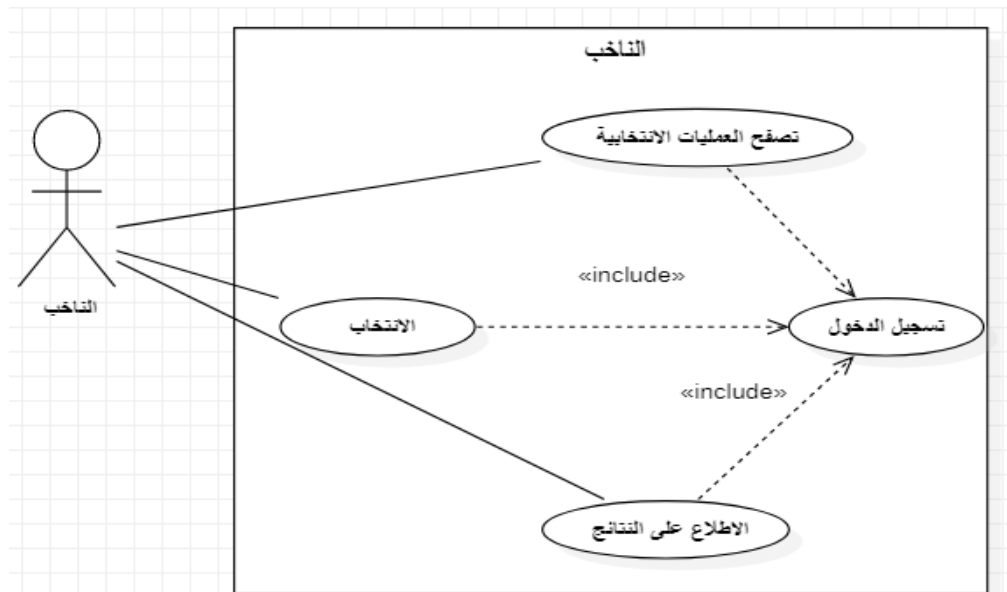 الناخب
تصفح العمليات الانتخابية
«include»
الناخب
الانتخاب
تسجيل الدخول
«include»
الاطلاع على النتائج